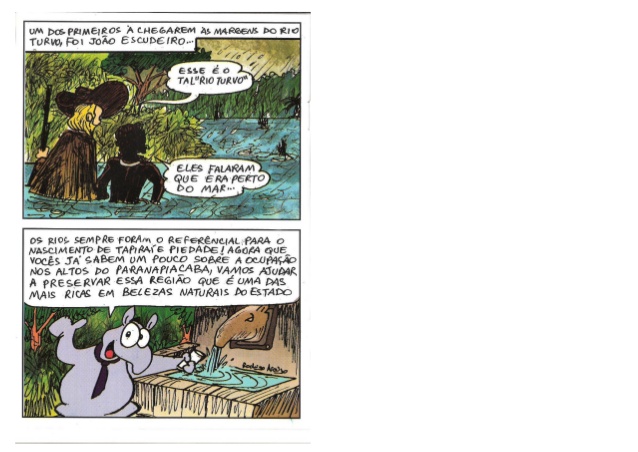 UM DOS PRIMEIROS À CHEGAREM ÀS MARGENS DO RIO
TURVO, FOI JOÃO ESCUDEIRO...
ESSE É O
TAL "RIO TURVO"
ELES FALARAM
QUE ERA PERTO
DO MAR...
OS RIOS SEMPRE FORAM O REFERÊNCIAL PARA O
NASCIMENTO DE TAPIRAÍ E PIEDADE! AGORA QUE
VOCÊS JÁ SABEM UM POUCO SOBRE A OCUPAÇÃO
NOS ALTOS DO PARANAPIACABA, VAMOS AJUDAR
A PRESERVAR ESSA REGIÃO QUE É UMA DAS
MAIS RICAS EM BELEZAS NATURAIS DO ESTADO